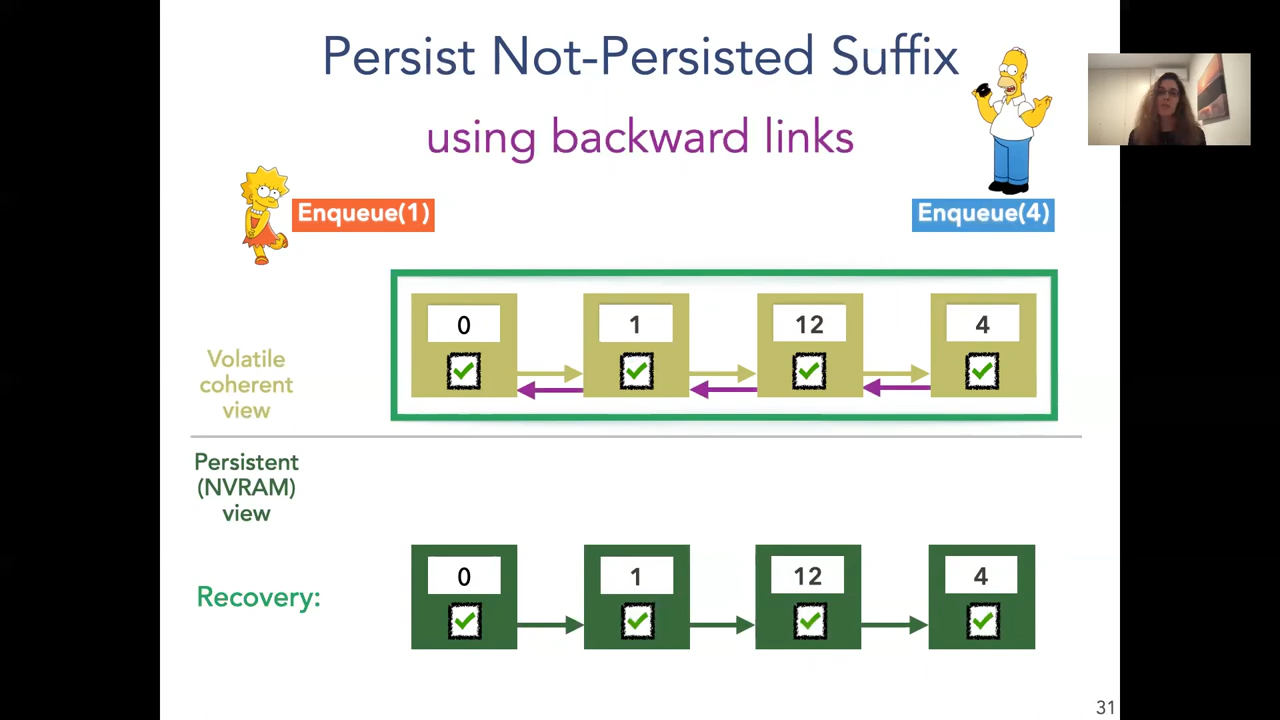 Persist Not-Persisted Suffix
using backward links
Enqueue(1)
Enqueue(4)
0
1
12
4
Volatile
coherent
view
Persistent
(NVRAM)
view
0
1
12
4
Recovery:
31